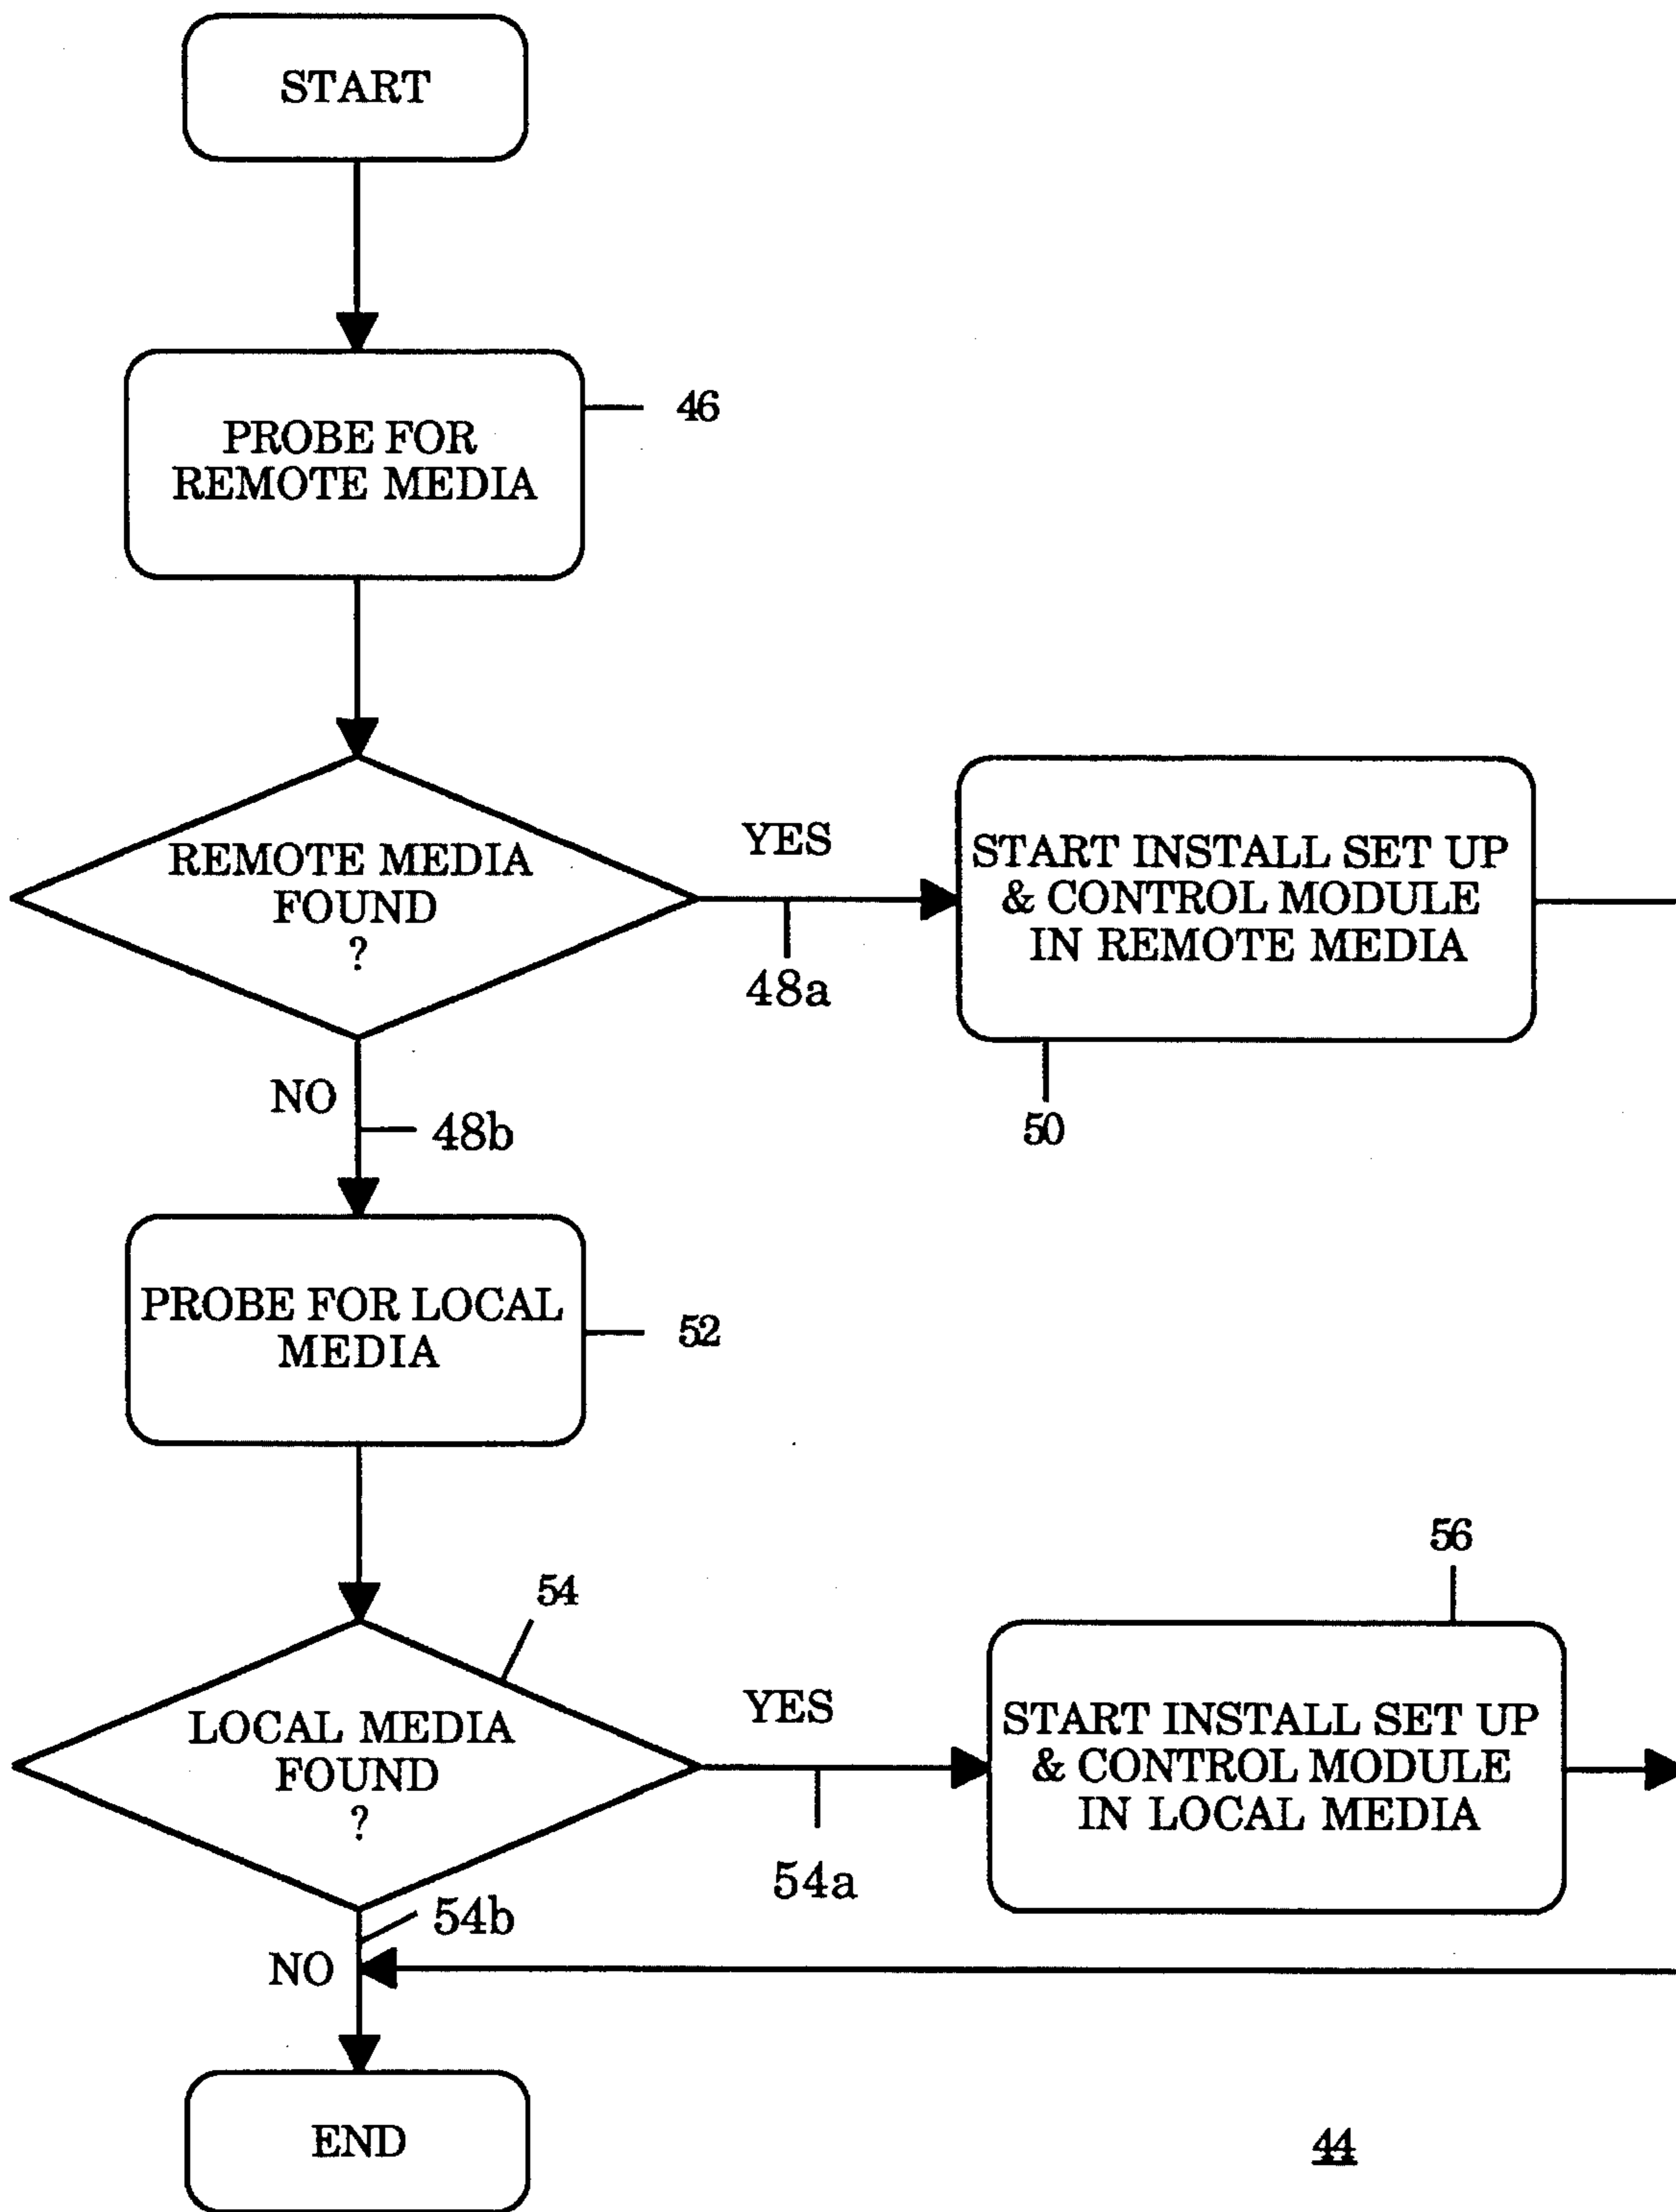 START
PROBE FOR
REMOTE MEDIA
46
REMOTE MEDIA
FOUND
?
YES
48a
START INSTALL SET UP
& CONTROL MODULE
IN REMOTE MEDIA
50
NO
48b
PROBE FOR LOCAL
MEDIA
52
54
LOCAL MEDIA
FOUND
?
YES
54a
56
START INSTALL SET UP
& CONTROL MODULE
IN LOCAL MEDIA
54b
NO
END
44